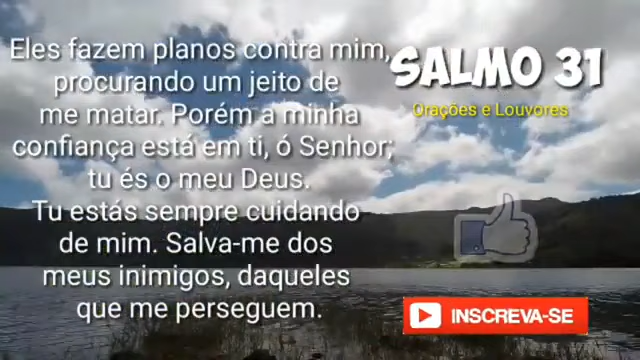 Eles fazem planos contra mim,
procurando um jeito de
me matar. Porém a minha
confiança está em ti, ó Senhor;
tu és o meu Deus.
Tu estás sempre cuidando
de mim. Salva-me dos
meus inimigos, daqueles
que me perseguem.
SALMO 31
Orações e Louvores
INSCREVA-SE